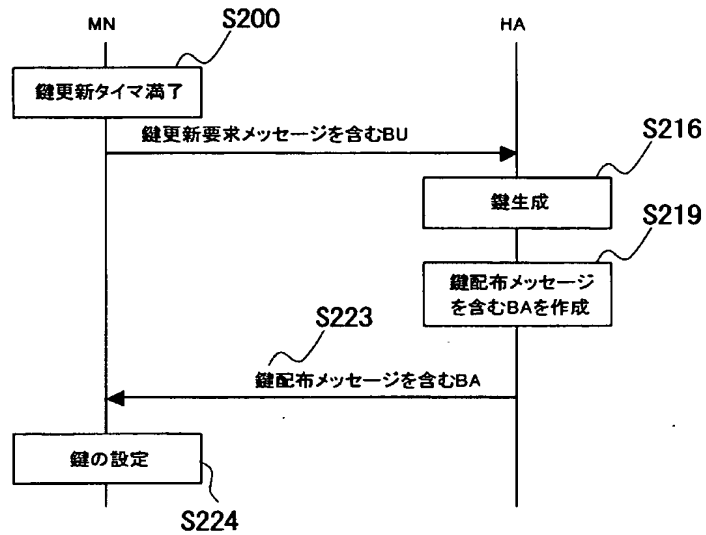 MN
S200
HA
鍵更新タイマ満了
鍵更新要求メッセージを含むBU
S216
鍵生成
S219
鍵配布メッセージ
を含むBAを作成
S223
鍵配布メッセージを含むBA
鍵の設定
S224